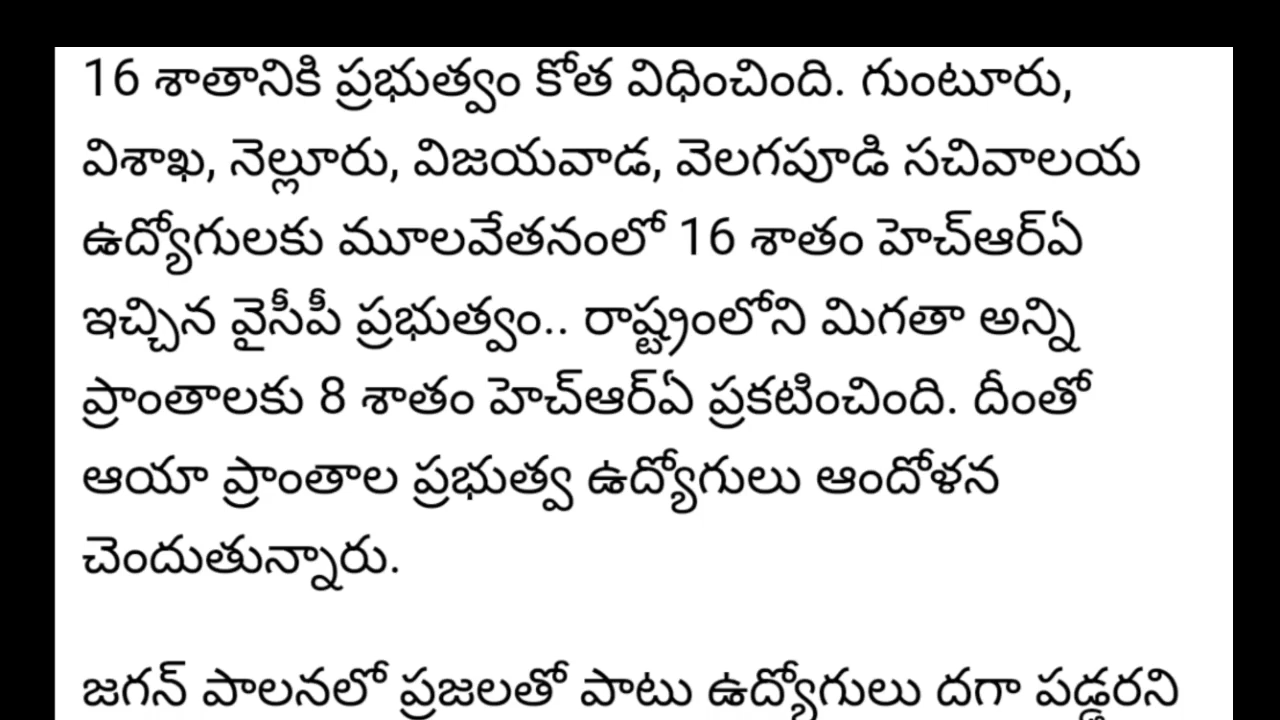 16 శాతానికి ప్రభుత్వం కోత విధించింది. గుంటూరు,
విశాఖ, నెల్లూరు, విజయవాడ, వెలగపూడి సచివాలయ
ఉద్యోగులకు మూలవేతనంలో 16 శాతం హెచ్ఆర్ఏ
ఇచ్చిన వైసీపీ ప్రభుత్వం.. రాష్ట్రంలోని మిగతా అన్ని
ప్రాంతాలకు 8 శాతం హెచ్ఆర్ఏ ప్రకటించింది. దీంతో
ఆయా ప్రాంతాల ప్రభుత్వ ఉద్యోగులు ఆందోళన
చెందుతున్నారు.
జగన్ పాలనలో ప్రజలతో పాటు ఉద్యోగులు దగా పడ్డరని